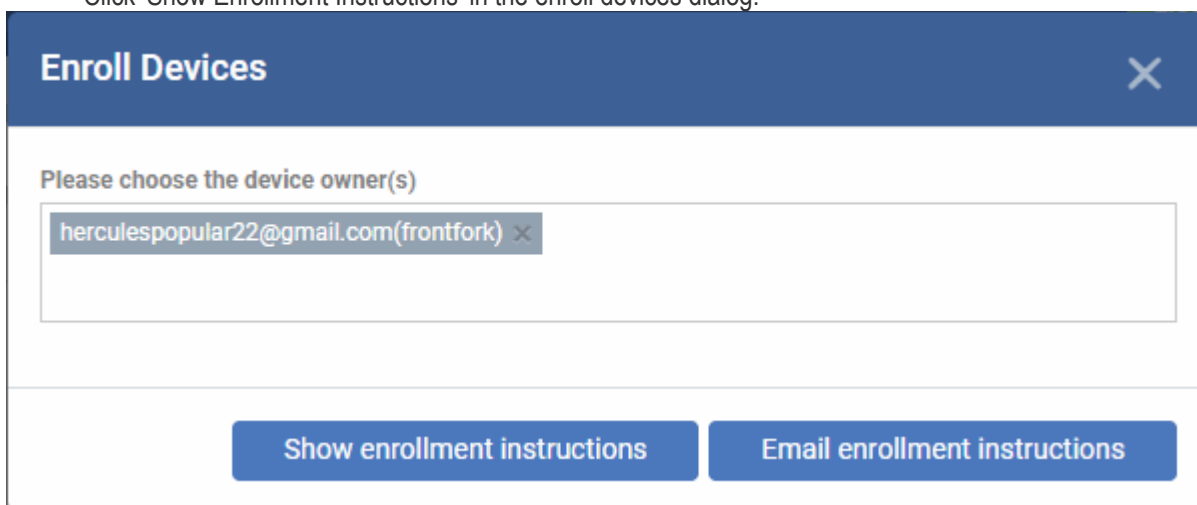 Click 'Show Enrollment Instructions' in the enroll devices dialog.
Enroll Devices
Please choose the device owner(s)
herculespopular22@gmail.com(frontfork)
Show enrollment instructions
Email enrollment instructions